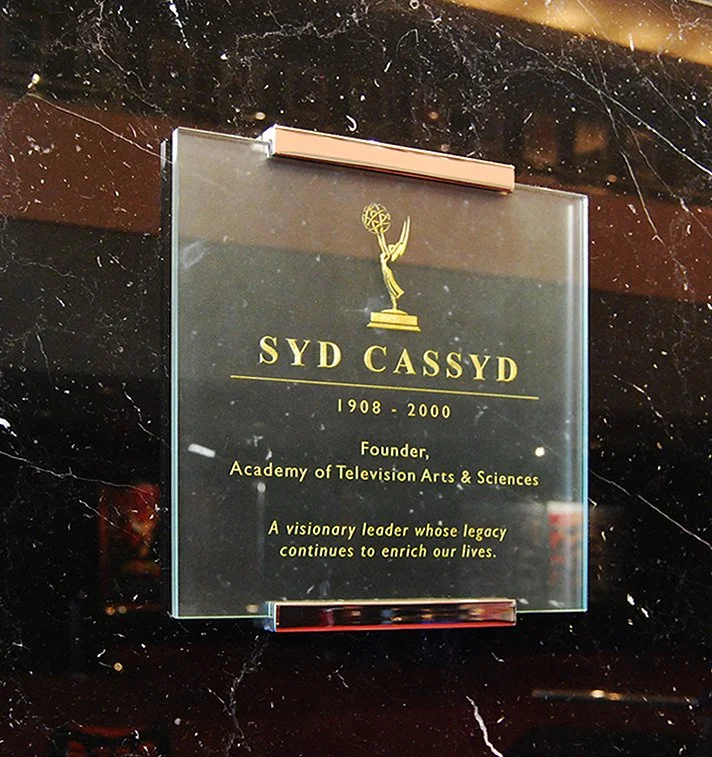 SYD CASSYD
1908 - 2000
Founder,
Academy of Television Arts & Sciences
A visionary leader whose legacy
continues to enrich our lives.